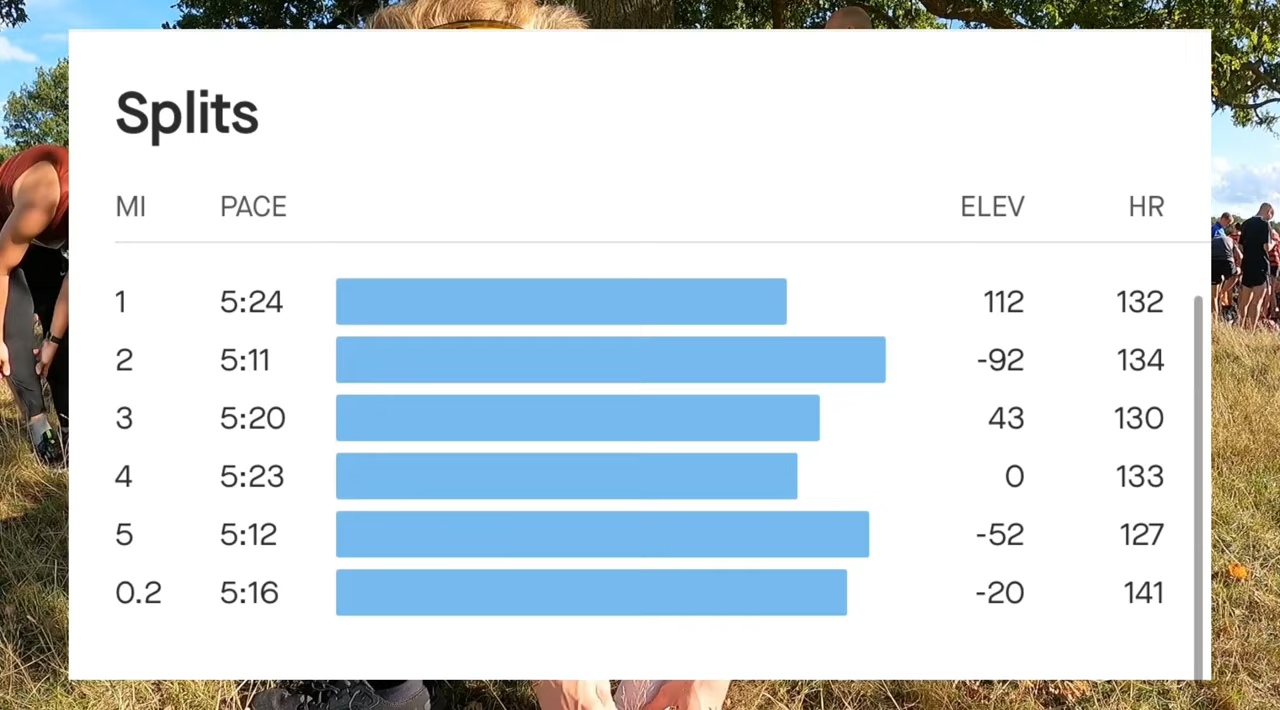 Splits
MI PACE ELEV HR
1 5:24 112 132
2 5:11 -92 134
3 5:20 43 130
4 5:23 0 133
5 5:12 -52 127
0.2 5:16 -20 141